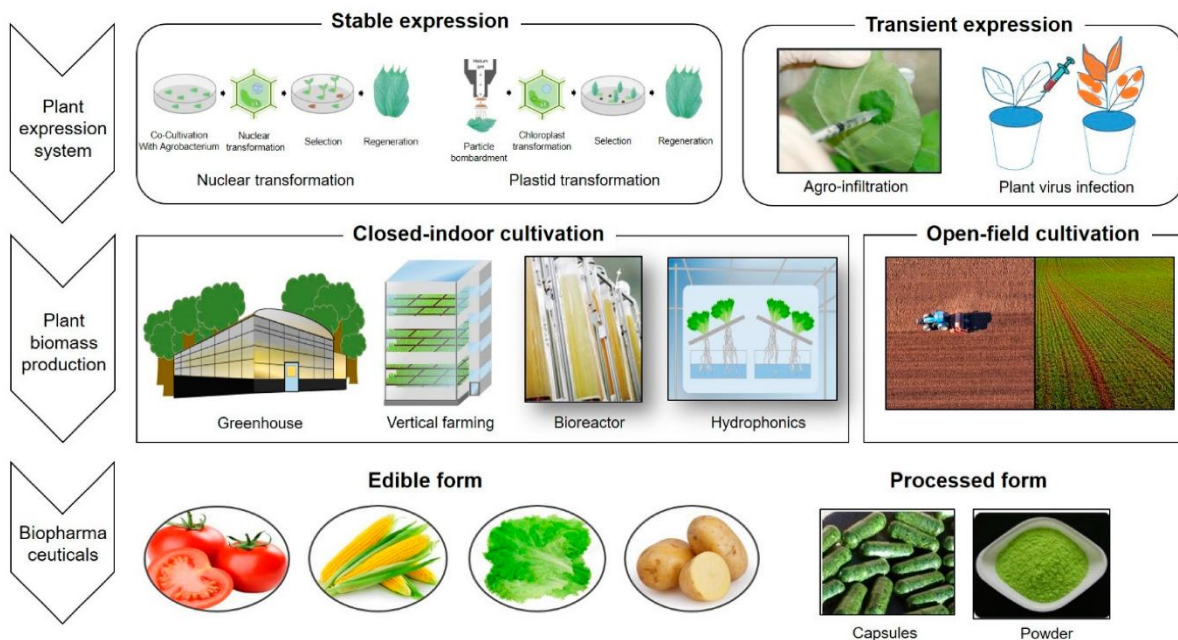 Stable expression
Transient expression
Plant
expression
system
Co-Cultivation
With Agrobacterium
Nuclear
transformation
Selection
Regeneration
Nuclear transformation
Particle
bombardment
Chloroplast
transformation
Selection
Regeneration
Plastid transformation
Agro-infiltration
Plant virus infection
Closed-indoor cultivation
Open-field cultivation
Plant
biomass
production
Greenhouse
Vertical farming
Bioreactor
Hydrophonics
Edible form
Processed form
Biopharma
ceuticals
Capsules
Powder